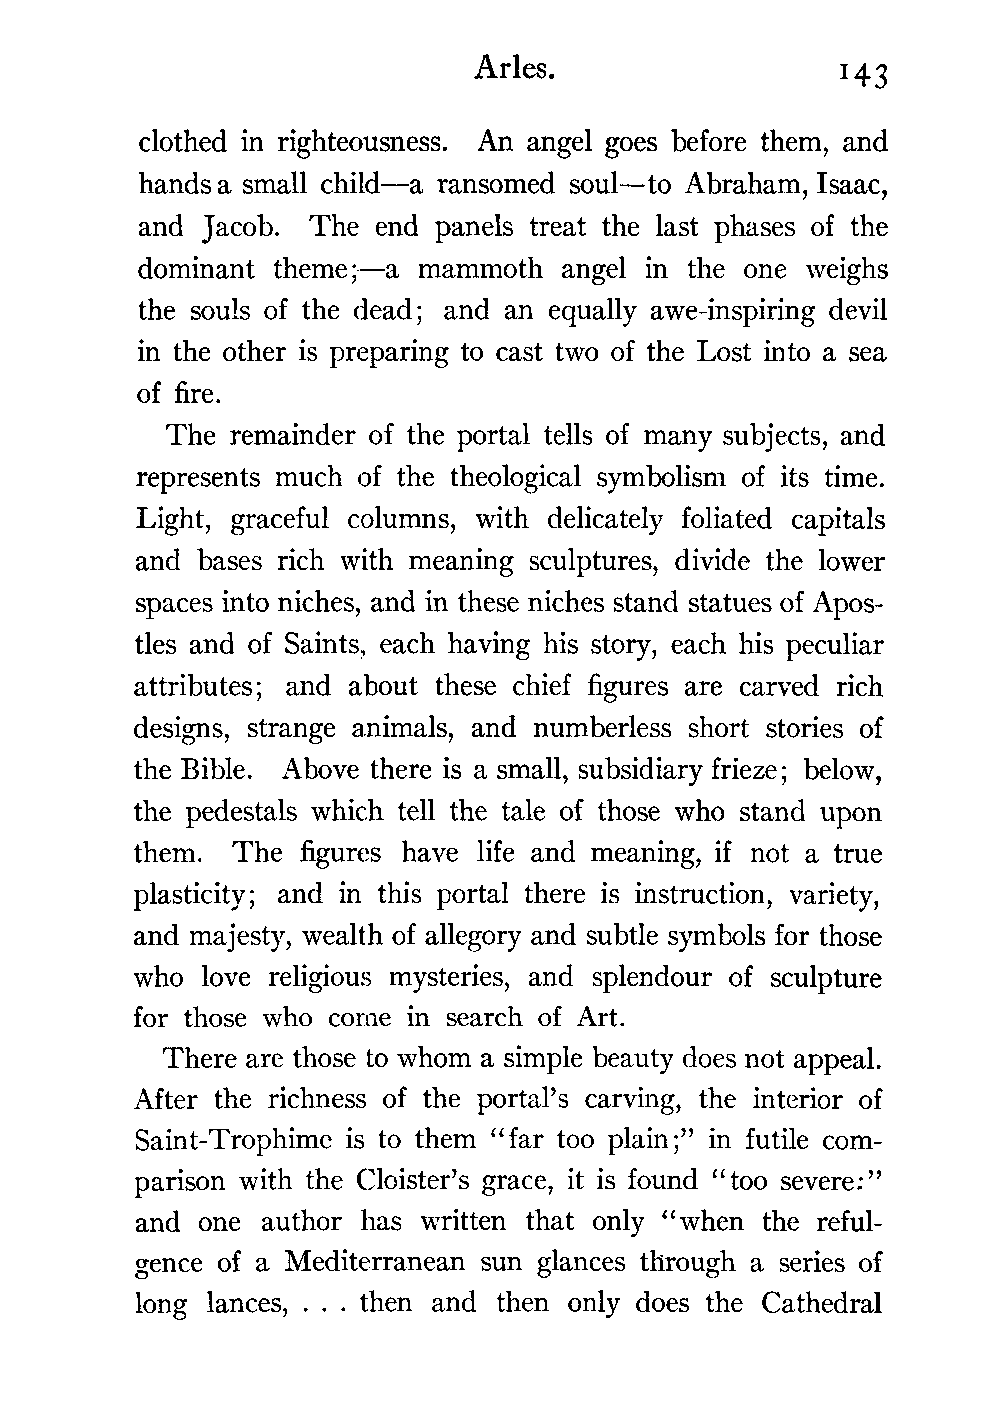 Arles. 143
clothed in righteousness. An angel goes before them, and
hands a small child—a ransomed soul—to Abraham, Isaac,
and Jacob. The end panels treat the last phases of the
dominant theme;—a mammoth angel in the one weighs
the souls of the dead; and an equally awe-inspiring devil
in the other is preparing to cast two of the Lost into a sea
of fire.
The remainder of the portal tells of many subjects, and
represents much of the theological symbolism of its time.
Light, graceful columns, with delicately foliated capitals
and bases rich with meaning sculptures, divide the lower
spaces into niches, and in these niches stand statues of Apos-
tles and of Saints, each having his story, each his peculiar
attributes; and about these chief figures are carved rich
designs, strange animals, and numberless short stories of
the Bible. Above there is a small, subsidiary frieze; below,
the pedestals which tell the tale of those who stand upon
them. The figures have life and meaning, if not a true
plasticity; and in this portal there is instruction, variety,
and majesty, wealth of allegory and subtle symbols for those
who love religious mysteries, and splendour of sculpture
for those who come in search of Art.
There are those to whom a simple beauty does not appeal.
After the richness of the portal's carving, the interior of
Saint-Trophime is to them "far too plain;" in futile com-
parison with the Cloister's grace, it is found "too severe:"
and one author has written that only "when the reful-
gence of a Mediterranean sun glances through a series of
long lances, . . . then and then only does the Cathedral